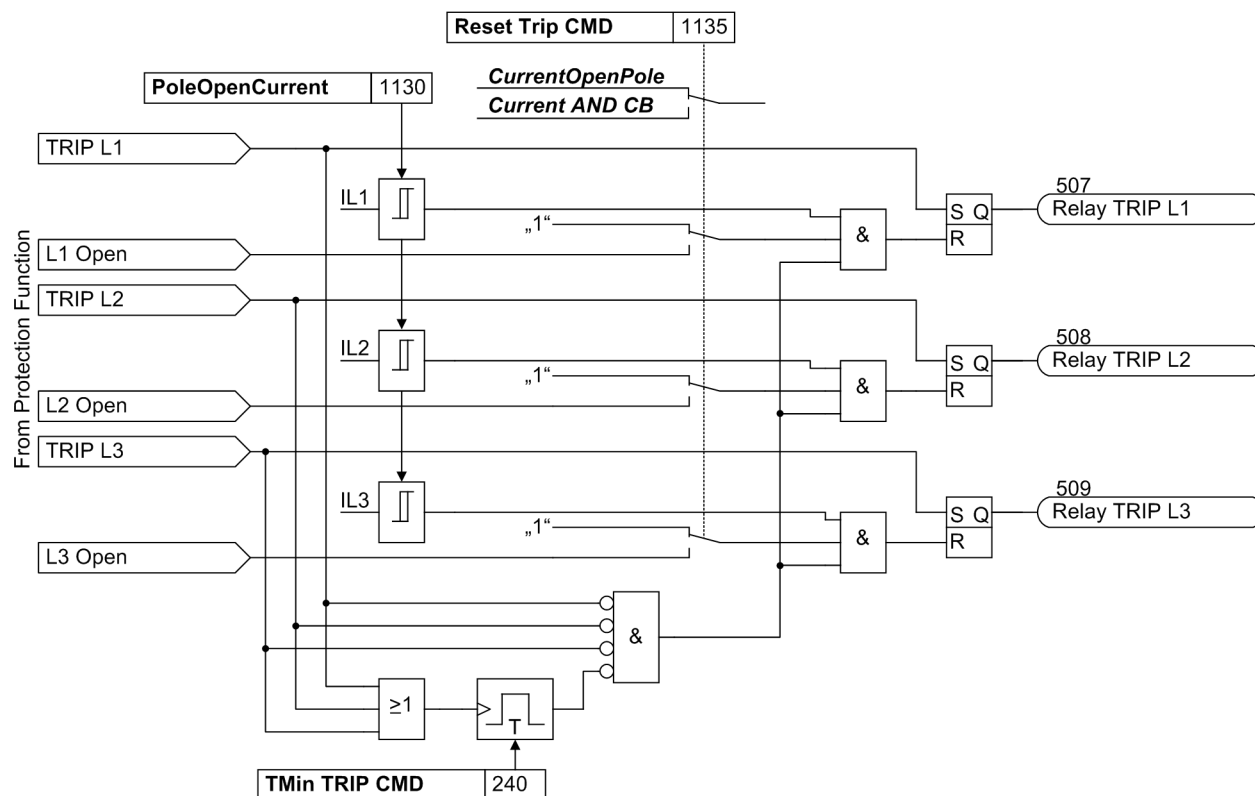 Reset Trip CMD 1135
PoleOpenCurrent 1130
CurrentOpenPole
Current AND CB
From Protection Function
TRIP L1
IL1
„1“
&
S Q
R
507
Relay TRIP L1
L1 Open
TRIP L2
IL2
„1“
&
S Q
R
508
Relay TRIP L2
L2 Open
TRIP L3
IL3
„1“
&
S Q
R
509
Relay TRIP L3
L3 Open
&
≥1
T
TMin TRIP CMD 240